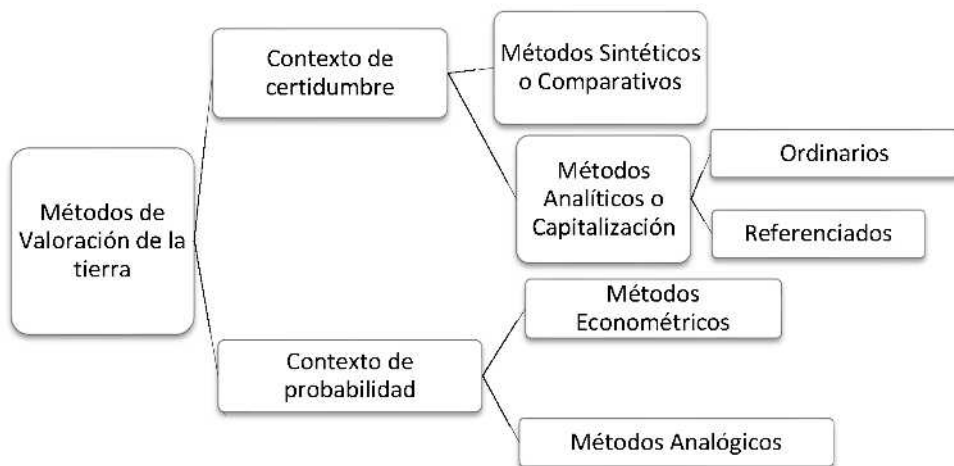 Métodos de
Valoración de la
tierra
Contexto de
certidumbre
Métodos Sintéticos
o Comparativos
Métodos
Analíticos o
Capitalización
Ordinarios
Referenciados
Contexto de
probabilidad
Métodos
Econométricos
Métodos Analógicos